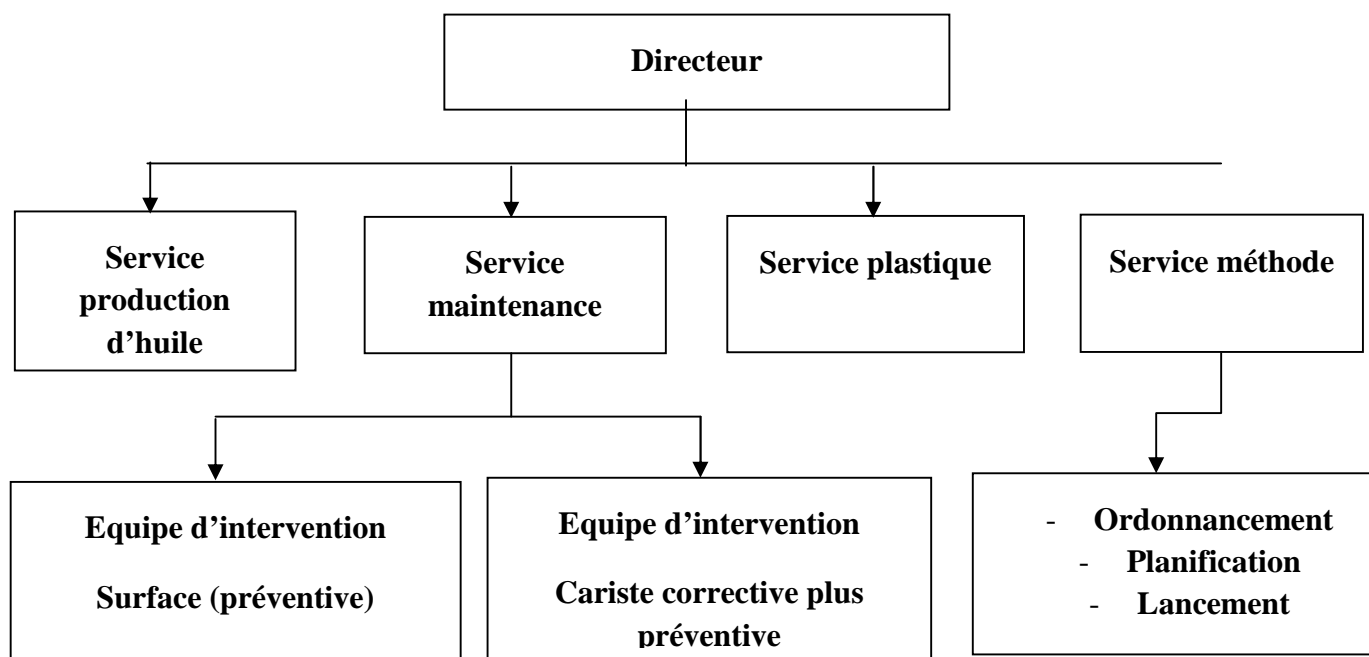 Directeur
Service
production
d’huile
Service
maintenance
Service plastique
Service méthode
Equipe d’intervention
Surface (préventive)
Equipe d’intervention
Cariste corrective plus
préventive
- Ordonnancement
- Planification
- Lancement